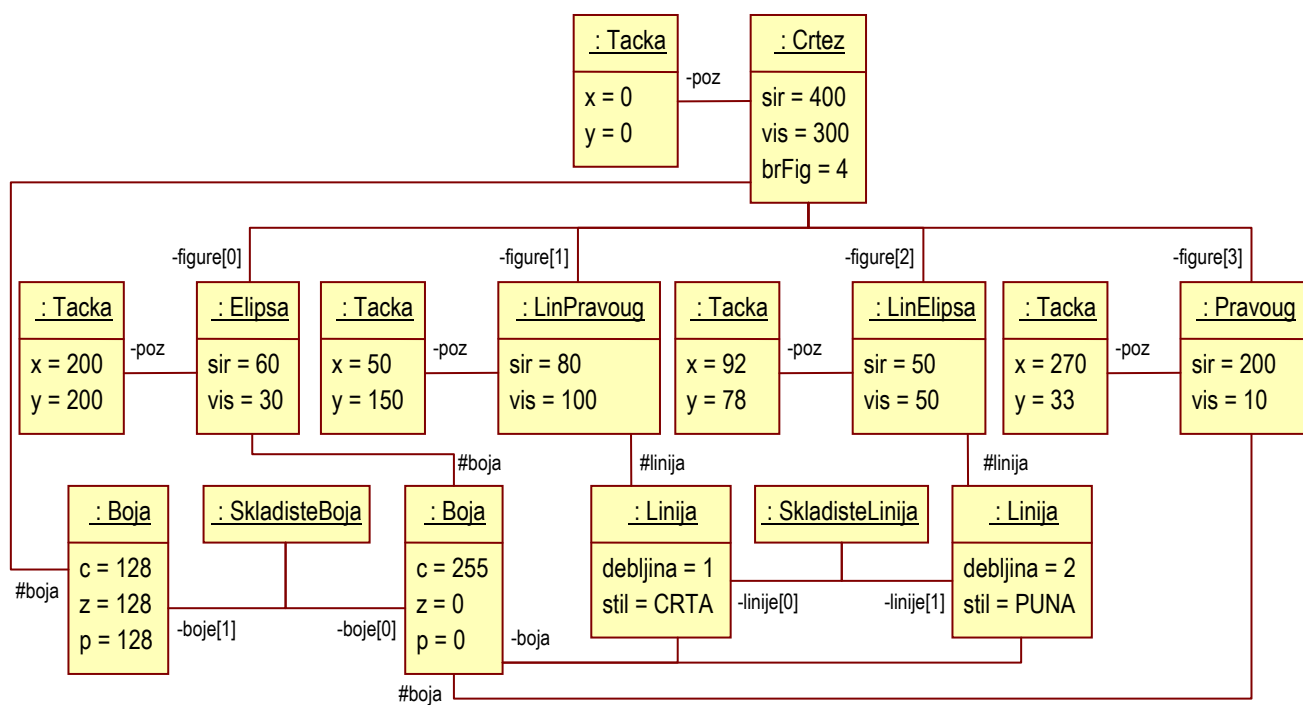 : Tacka
x = 0
y = 0
-poz
: Crtez
sir = 400
vis = 300
brFig = 4
-figure[0]
-figure[1]
-figure[2]
-figure[3]
: Tacka
x = 200
y = 200
-poz
: Elipsa
sir = 60
vis = 30
: Tacka
x = 50
y = 150
-poz
: LinPravoug
sir = 80
vis = 100
: Tacka
x = 92
y = 78
-poz
: LinElipsa
sir = 50
vis = 50
: Tacka
x = 270
y = 33
-poz
: Pravoug
sir = 200
vis = 10
#boja
#linija
#linija
#boja
: Boja
c = 128
z = 128
p = 128
-boje[1]
: SkladisteBoja
-boje[0]
: Boja
c = 255
z = 0
p = 0
-boja
#boja
: Linija
debljina = 1
stil = CRTA
-linije[0]
: SkladisteLinija
-linije[1]
: Linija
debljina = 2
stil = PUNA